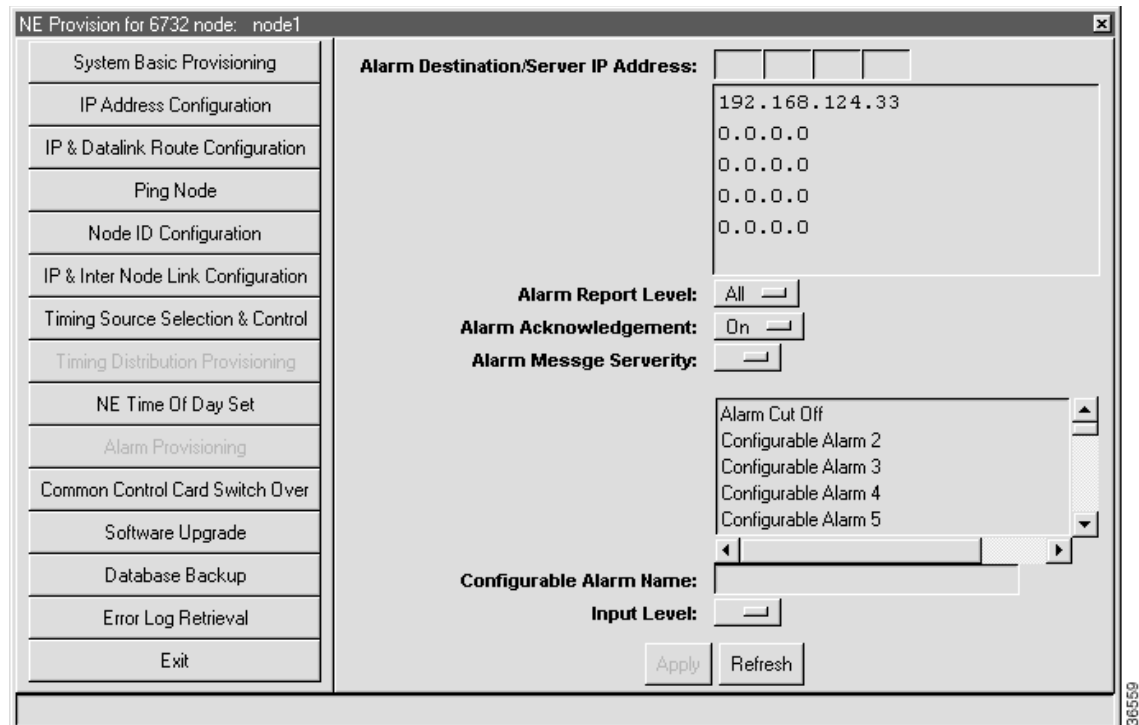 NE Provision for 6732 node: node1
System Basic Provisioning
IP Address Configuration
IP & Datalink Route Configuration
Ping Node
Node ID Configuration
IP & Inter Node Link Configuration
Timing Source Selection & Control
Timing Distribution Provisioning
NE Time Of Day Set
Alarm Provisioning
Common Control Card Switch Over
Software Upgrade
Database Backup
Error Log Retrieval
Exit
Alarm Destination/Server IP Address:
192.168.124.33
0.0.0.0
0.0.0.0
0.0.0.0
0.0.0.0
Alarm Report Level: All
Alarm Acknowledgement: On
Alarm Messge Serverity:
Alarm Cut Off
Configurable Alarm 2
Configurable Alarm 3
Configurable Alarm 4
Configurable Alarm 5
Configurable Alarm Name:
Input Level:
Apply Refresh
36559